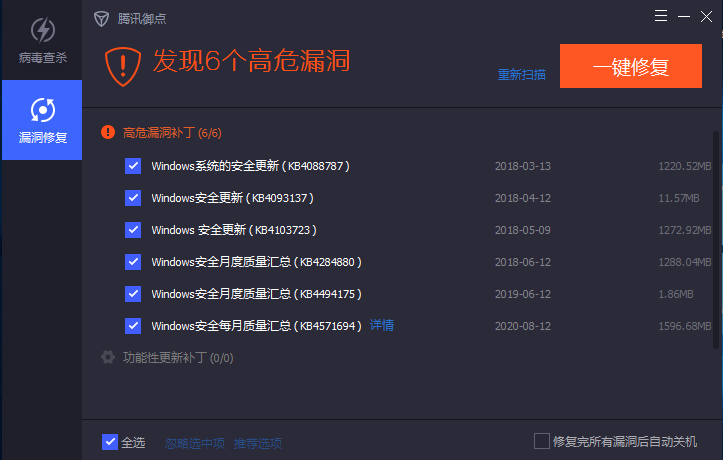 腾讯御点
病毒查杀
漏洞修复
发现6个高危漏洞
重新扫描
一键修复
高危漏洞补丁 (6/6)
Windows系统的安全更新 ( KB4088787 ) 2018-03-13 1220.52MB
Windows安全更新 ( KB4093137 ) 2018-04-12 11.57MB
Windows 安全更新 ( KB4103723 ) 2018-05-09 1272.92MB
Windows安全月度质量汇总 ( KB4284880 ) 2018-06-12 1288.04MB
Windows安全月度质量汇总 ( KB4494175 ) 2019-06-12 1.86MB
Windows安全每月质量汇总 ( KB4571694 ) 详情 2020-08-12 1596.68MB
功能性更新补丁 (0/0)
全选 忽略选中项 推荐选项 修复完所有漏洞后自动关机